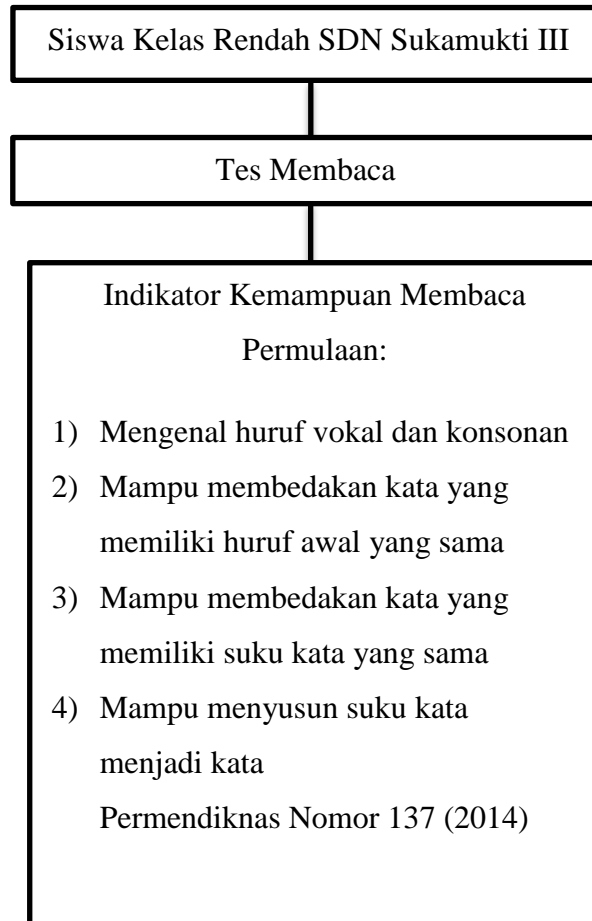 Siswa Kelas Rendah SDN Sukamukti III
Tes Membaca
Indikator Kemampuan Membaca
Permulaan:
1) Mengenal huruf vokal dan konsonan
2) Mampu membedakan kata yang
memiliki huruf awal yang sama
3) Mampu membedakan kata yang
memiliki suku kata yang sama
4) Mampu menyusun suku kata
menjadi kata
Permendiknas Nomor 137 (2014)